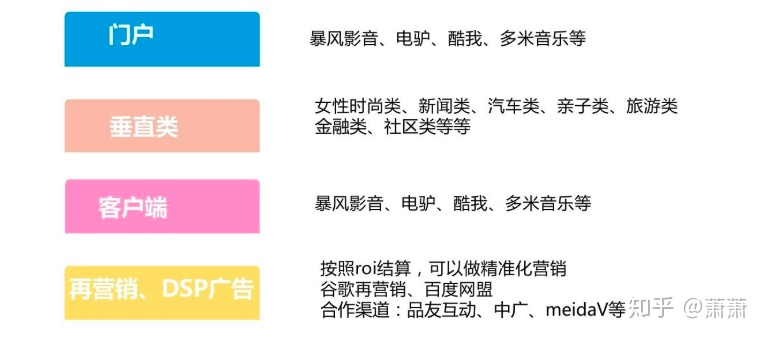 门户
暴风影音、电驴、酷我、多米音乐等
垂直类
女性时尚类、新闻类、汽车类、亲子类、旅游类
金融类、社区类等等
客户端
暴风影音、电驴、酷我、多米音乐等
再营销、DSP广告
按照roi结算，可以做精准化营销
谷歌再营销、百度网盟
合作渠道：品友互动、中广、meidaV等
知乎 @萧萧